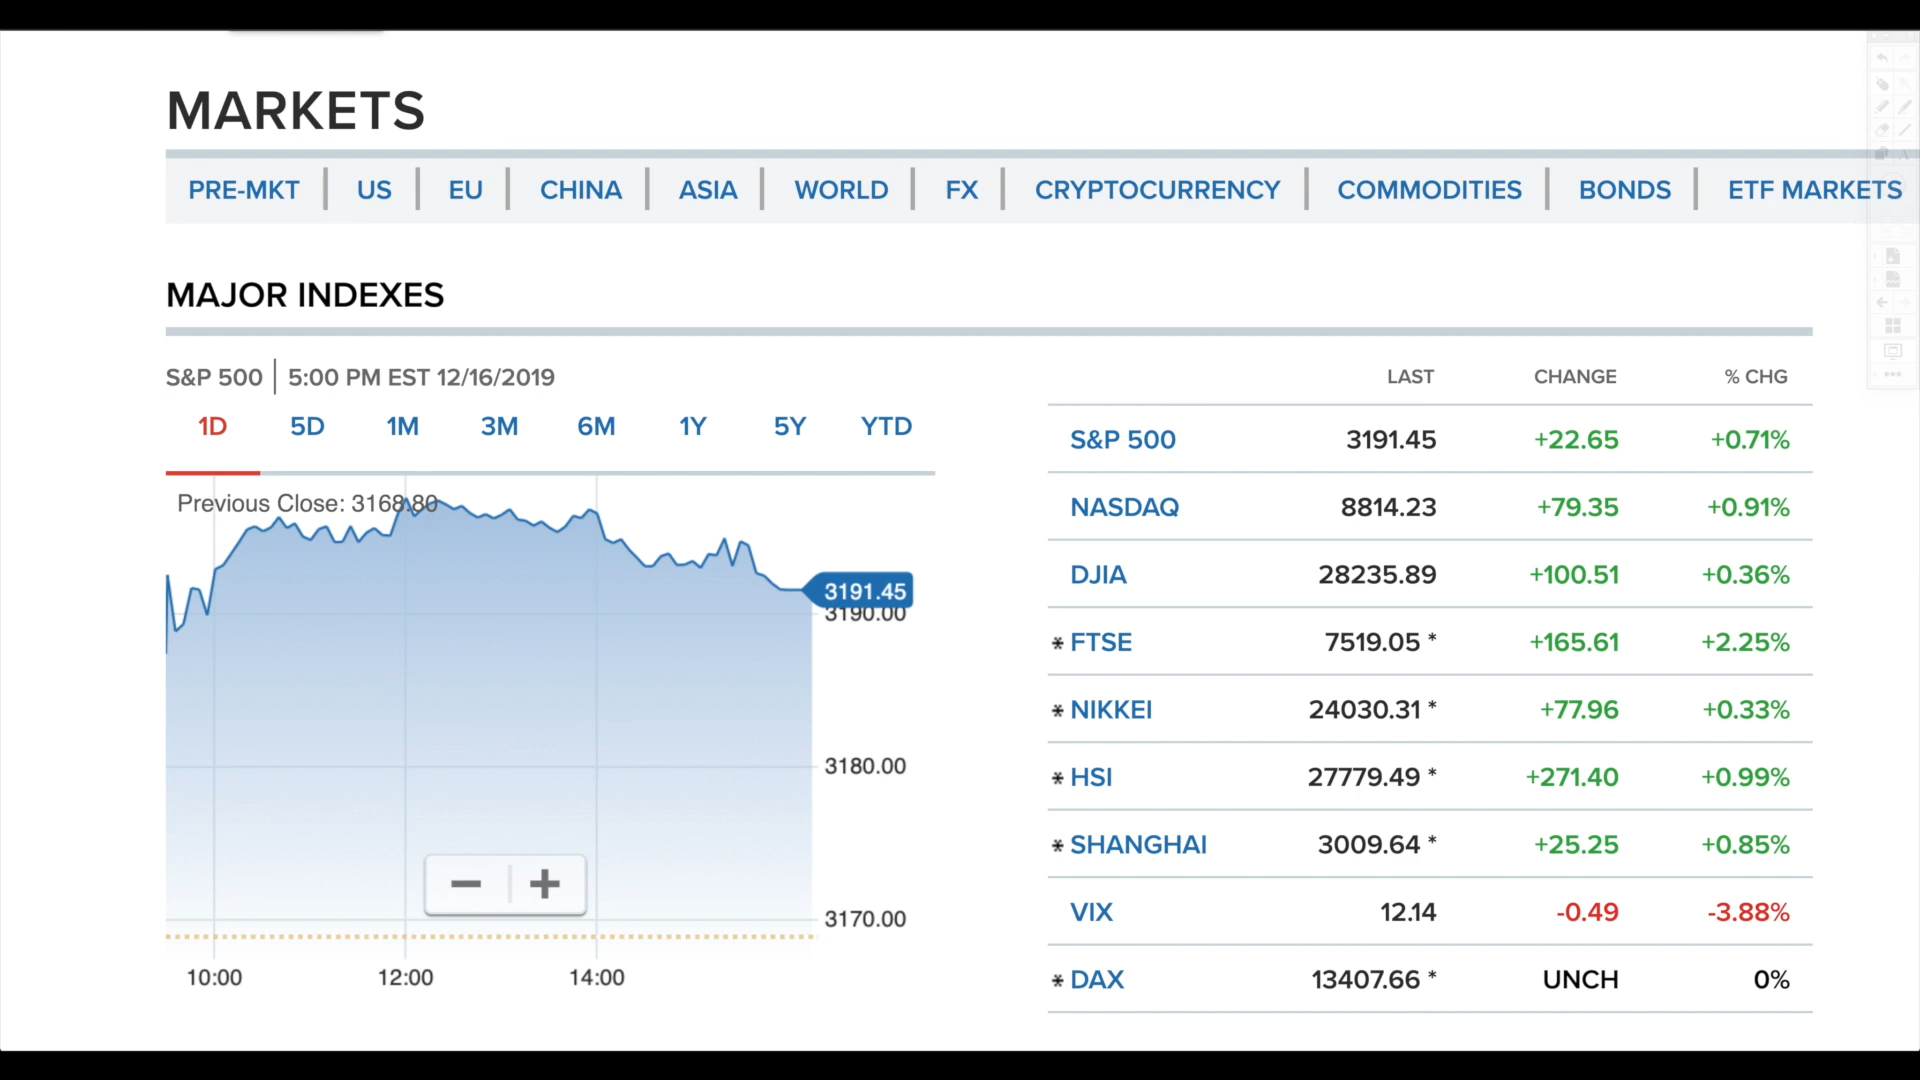 MARKETS
PRE-MKT | US | EU | CHINA | ASIA | WORLD | FX | CRYPTOCURRENCY | COMMODITIES | BONDS | ETF MARKETS
MAJOR INDEXES
S&P 500 | 5:00 PM EST 12/16/2019
1D 5D 1M 3M 6M 1Y 5Y YTD
Previous Close: 3168.80
3191.45
3190.00
3180.00
3170.00
10:00 12:00 14:00
LAST CHANGE % CHG
S&P 500 3191.45 +22.65 +0.71%
NASDAQ 8814.23 +79.35 +0.91%
DJIA 28235.89 +100.51 +0.36%
* FTSE 7519.05 * +165.61 +2.25%
* NIKKEI 24030.31 * +77.96 +0.33%
* HSI 27779.49 * +271.40 +0.99%
* SHANGHAI 3009.64 * +25.25 +0.85%
VIX 12.14 -0.49 -3.88%
* DAX 13407.66 * UNCH 0%